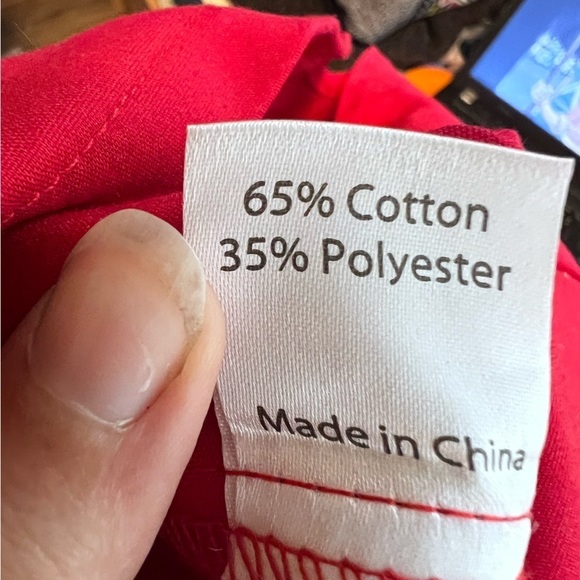 65% Cotton
35% Polyester
Made in China